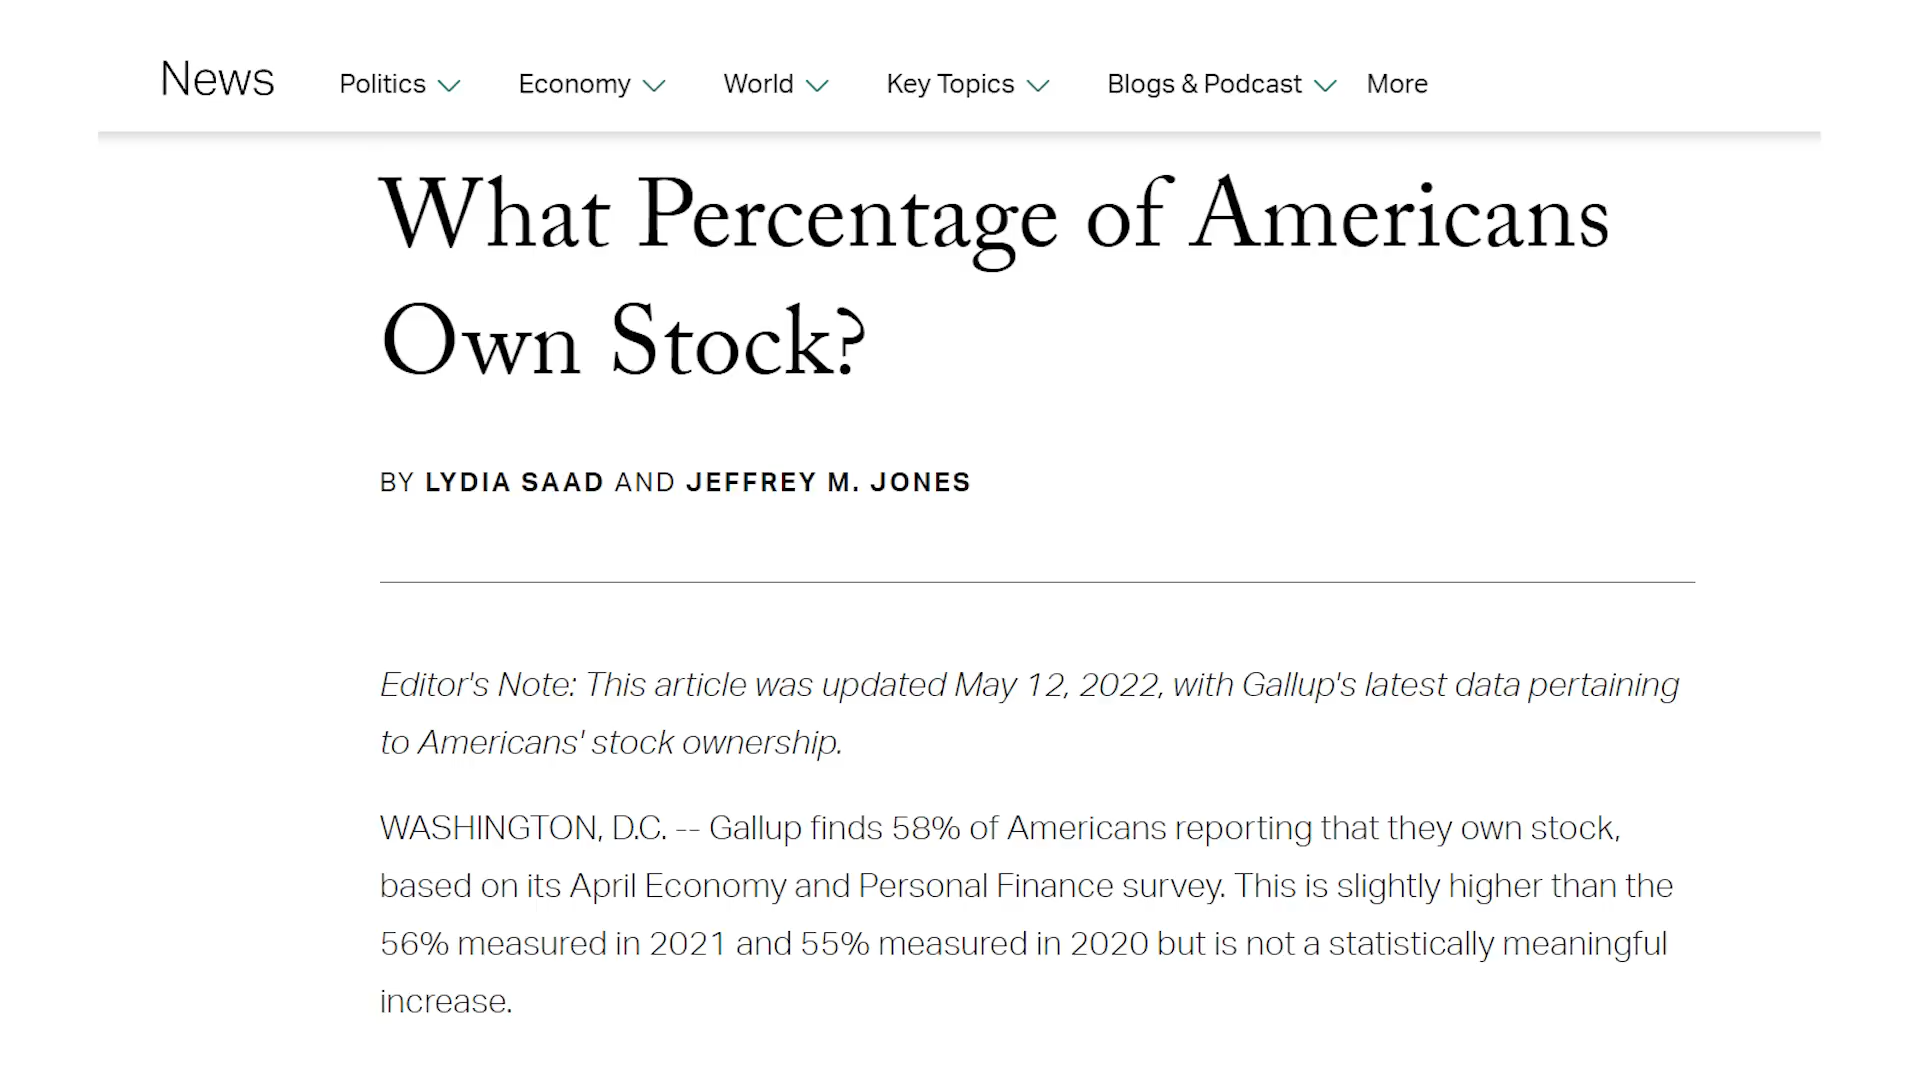 News Politics Economy World Key Topics Blogs & Podcast More
What Percentage of Americans
Own Stock?
BY LYDIA SAAD AND JEFFREY M. JONES
Editor's Note: This article was updated May 12, 2022, with Gallup's latest data pertaining
to Americans' stock ownership.
WASHINGTON, D.C. -- Gallup finds 58% of Americans reporting that they own stock,
based on its April Economy and Personal Finance survey. This is slightly higher than the
56% measured in 2021 and 55% measured in 2020 but is not a statistically meaningful
increase.